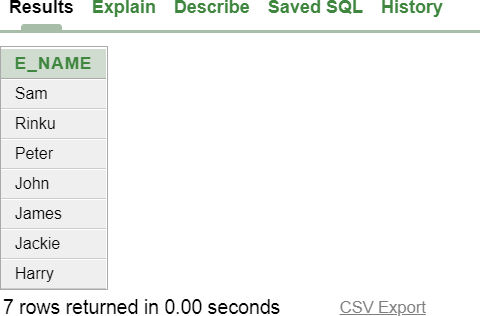 Results Explain Describe Saved SQL History
E_NAME
Sam
Rinku
Peter
John
James
Jackie
Harry
7 rows returned in 0.00 seconds CSV Export